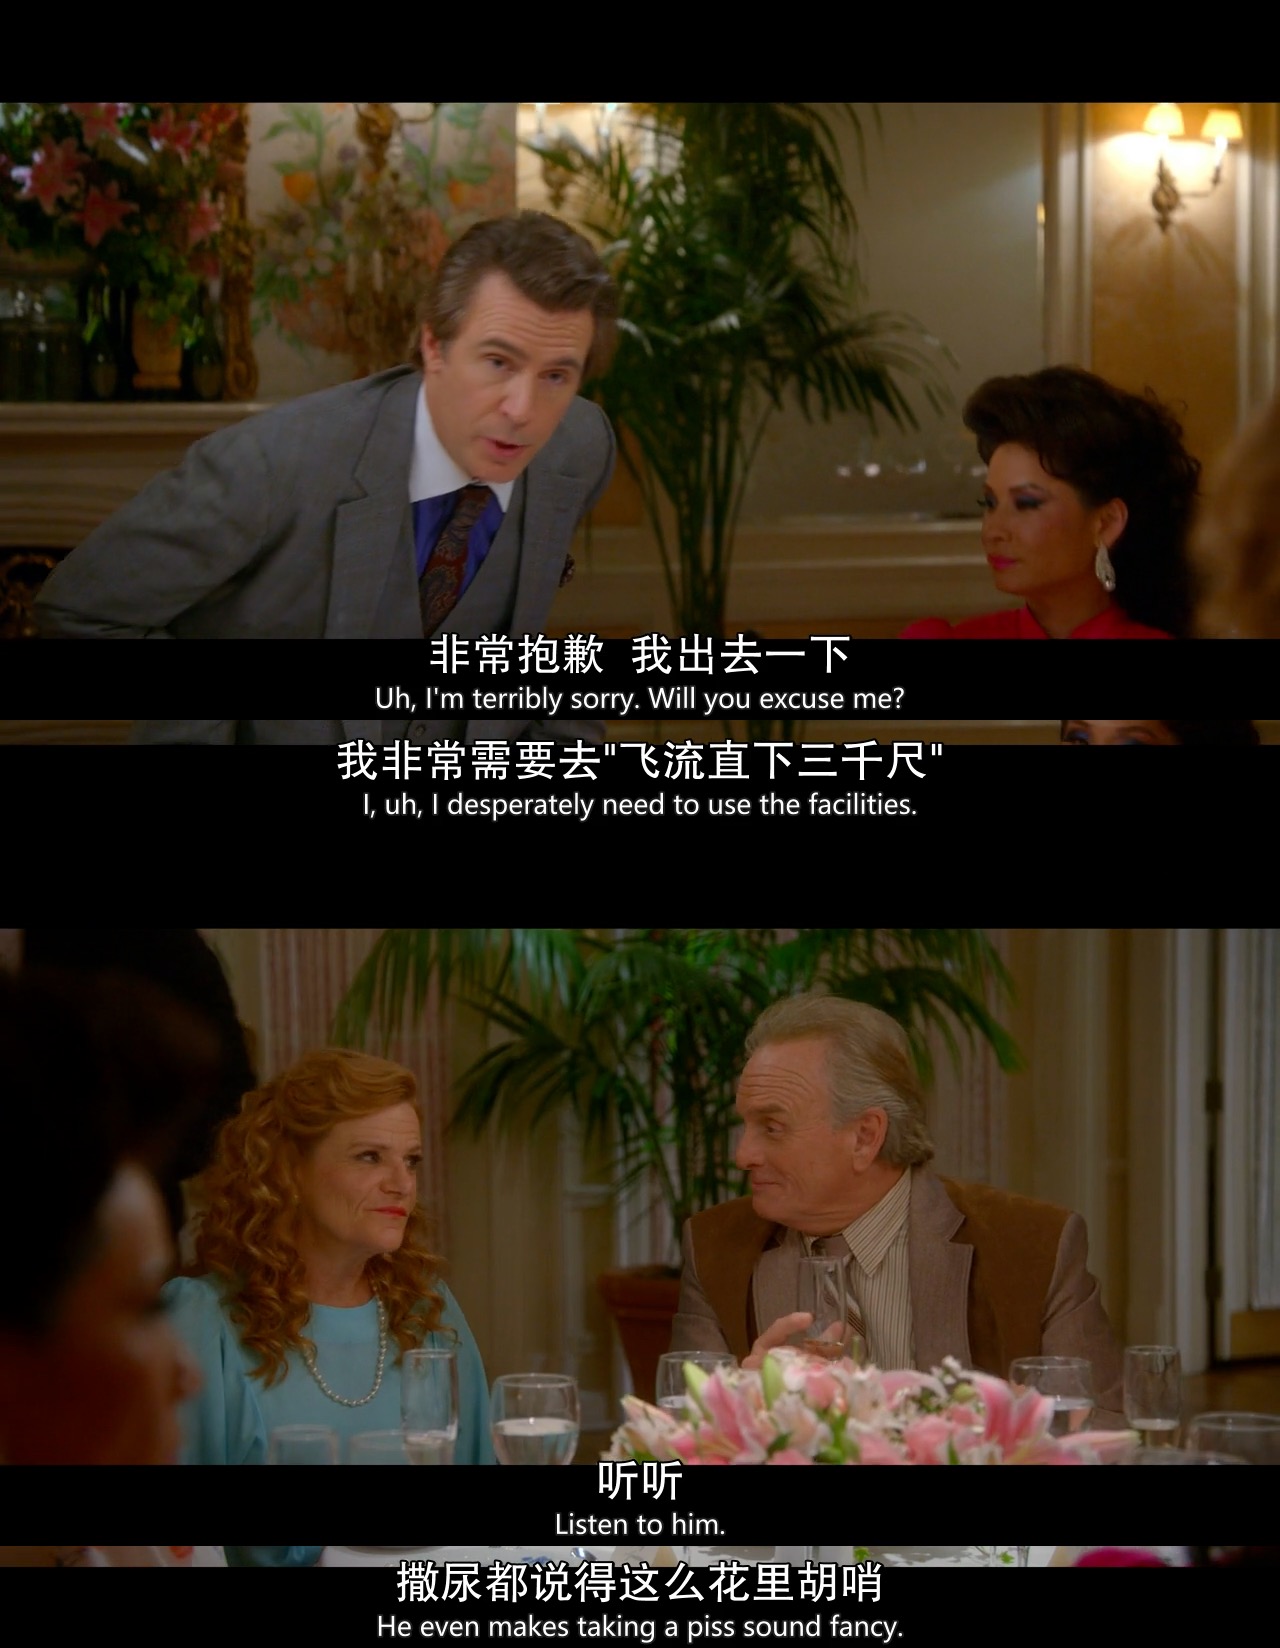 非常抱歉 我出去一下
Uh, I'm terribly sorry. Will you excuse me?
我非常需要去"飞流直下三千尺"
I, uh, I desperately need to use the facilities.
听听
Listen to him.
撒尿都说得这么花里胡哨
He even makes taking a piss sound fancy.